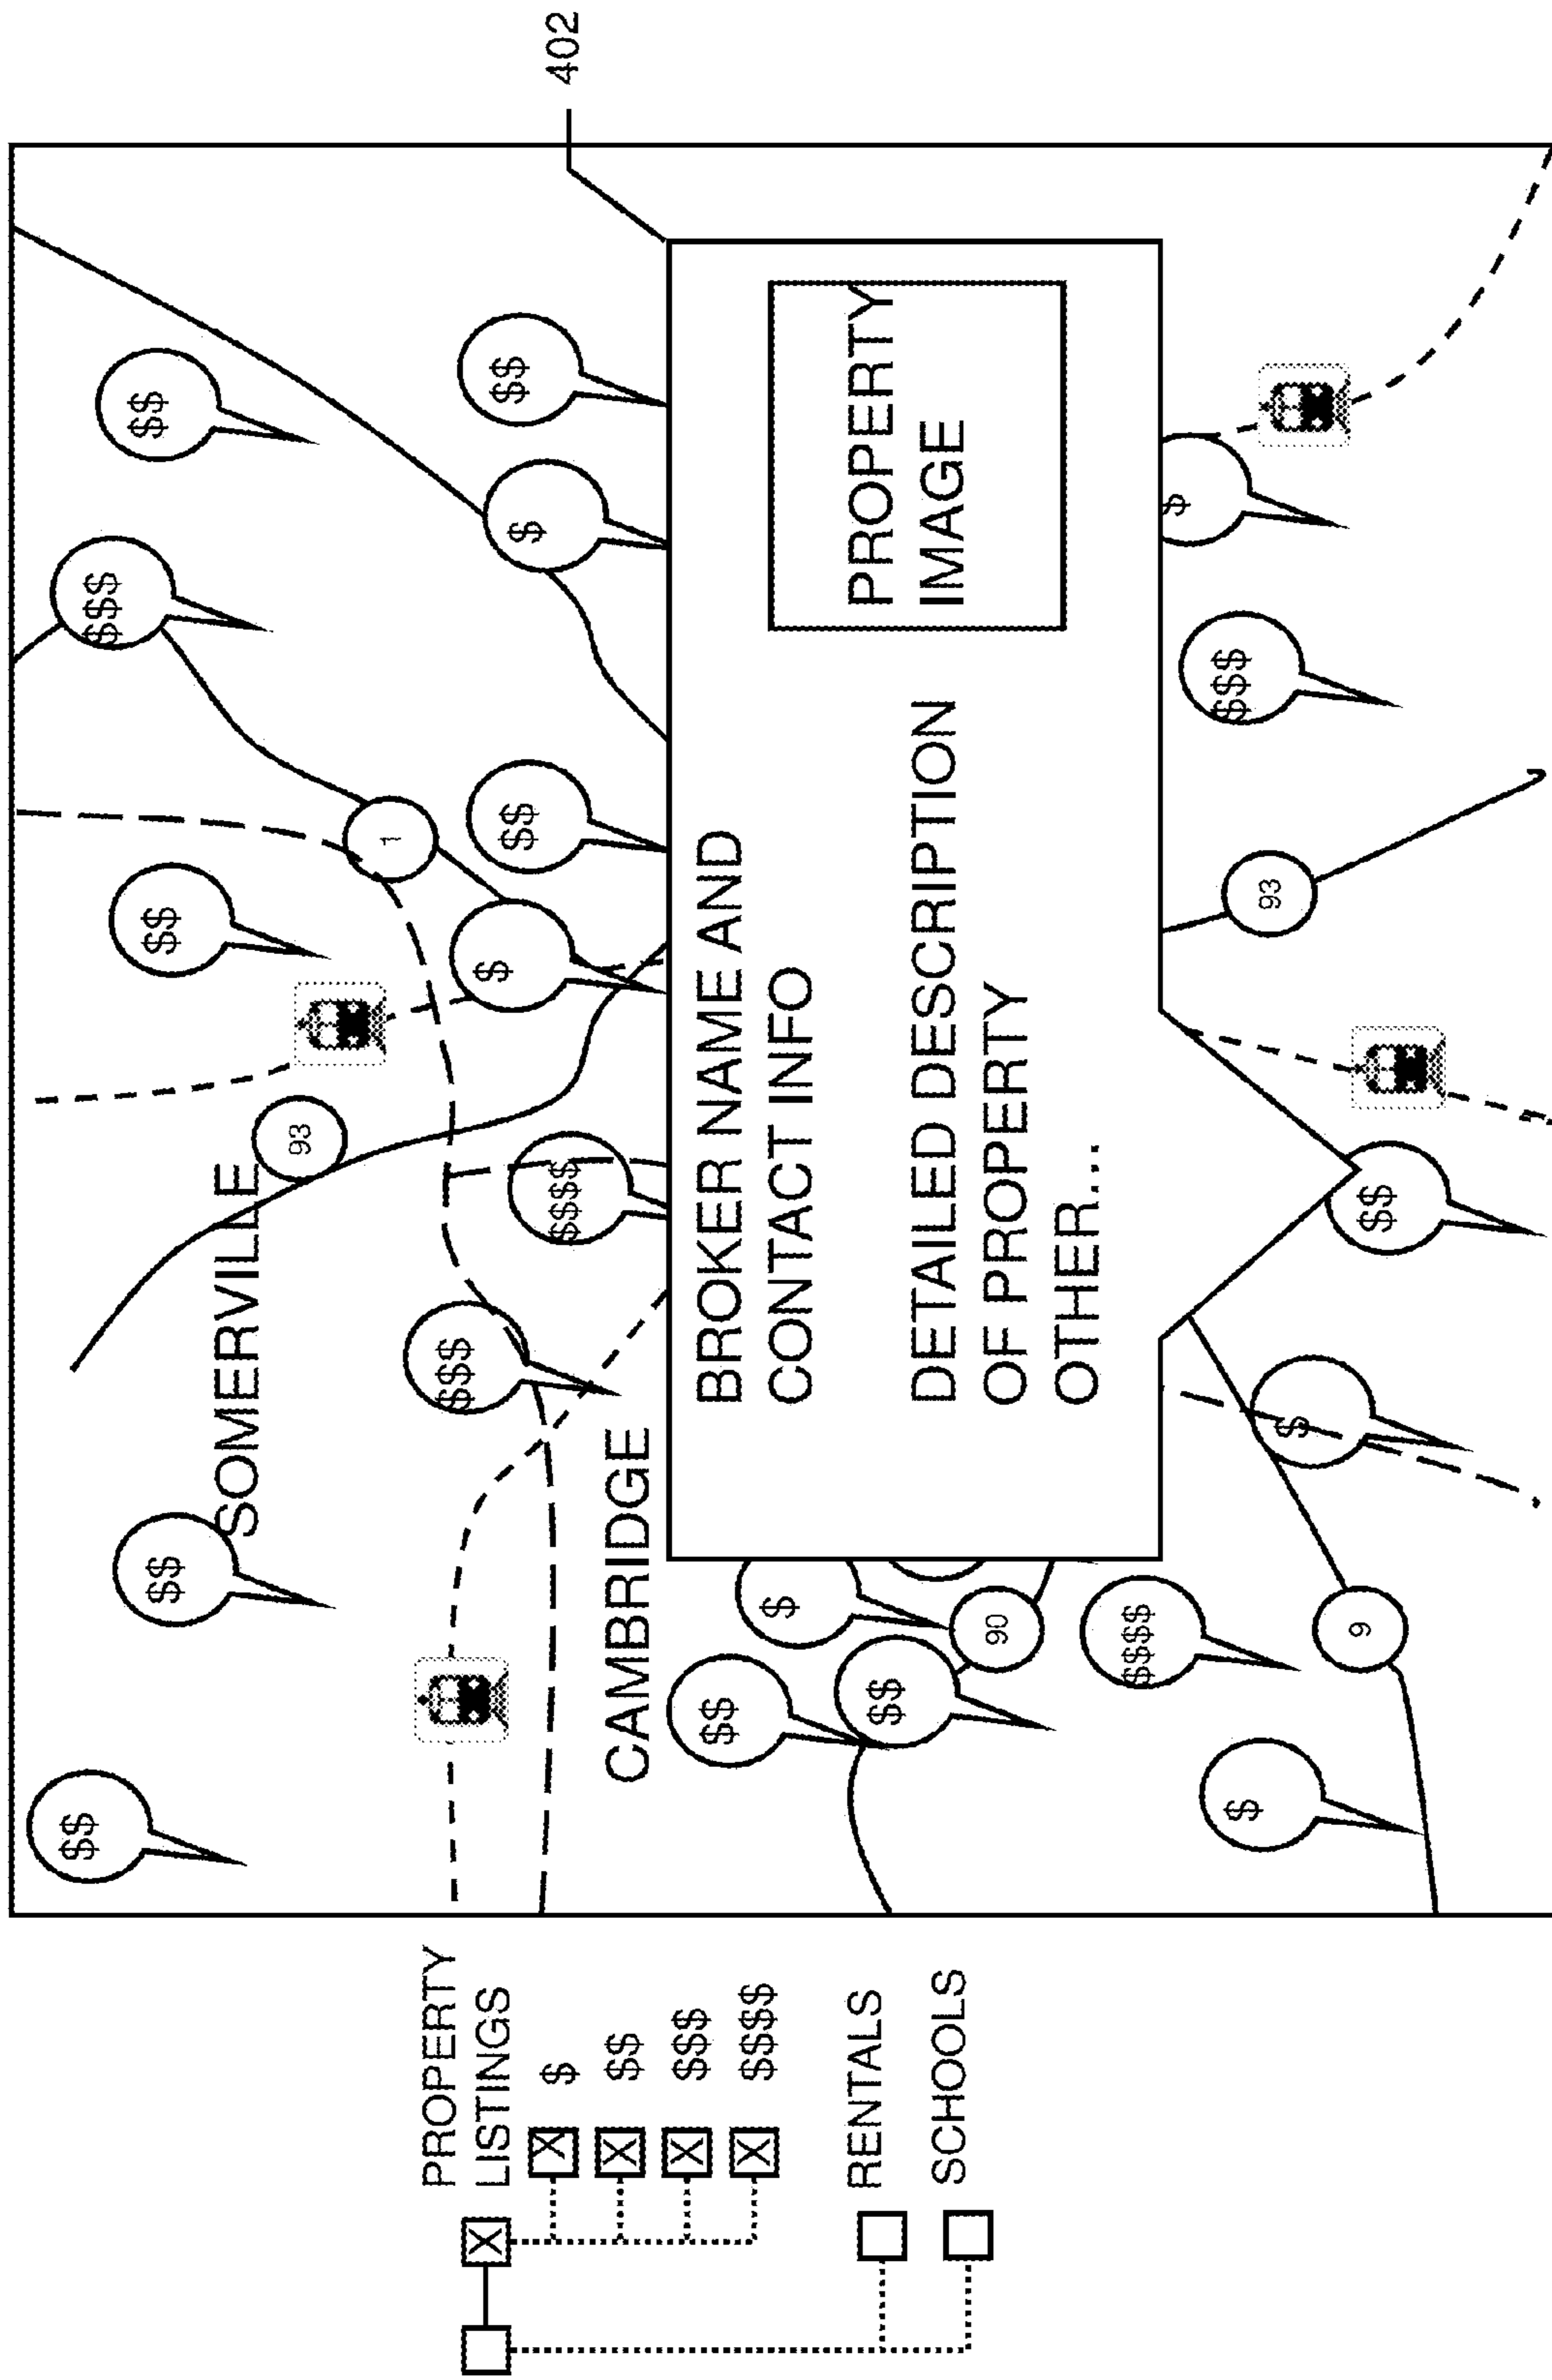 PROPERTY
LISTINGS
$
$$
$$$
$$$$
RENTALS
SCHOOLS
$$
$$$
$$
$$
$$
SOMERVILLE
93
1
$$$
$
$$
$$
$
$$$$
402
CAMBRIDGE
BROKER NAME AND
CONTACT INFO
DETAILED DESCRIPTION
OF PROPERTY
OTHER...
PROPERTY
IMAGE
$$
$
$$
90
$$$$
$
$$$
$
93
$
9
$$